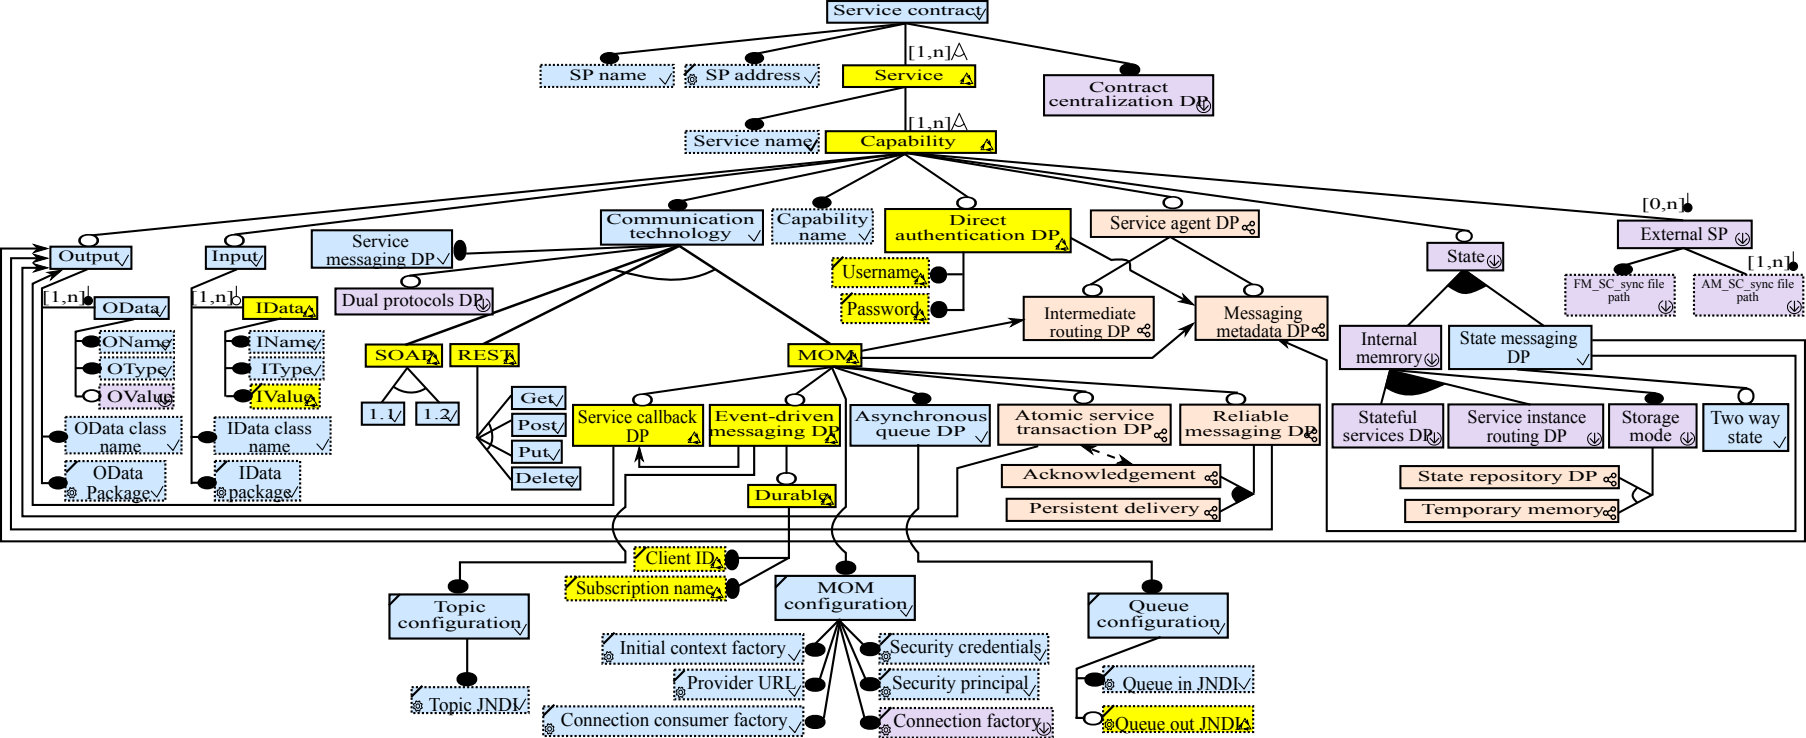 Service contract
[1,n]
SP name
SP address
Service
Contract
centralization DP
[1,n]
Service name
Capability
[0,n]
Communication
technology
Capability
name
Direct
authentication DP
Service agent DP
External SP
Service
messaging DP
Output
Input
State
[1,n]
Username
FM_SC_sync file
path
AM_SC_sync file
path
Dual protocols DP
[1,n]
OData
[1,n]
IData
Password
Intermediate
routing DP
Messaging
metadata DP
OName
IName
Internal
memrory
State messaging
DP
SOAP
REST
MOM
OType
IType
OValue
IValue
Get
1.1
1.2
Post
Service callback
DP
Event-driven
messaging DP
Asynchronous
queue DP
Atomic service
transaction DP
Reliable
messaging DP
Stateful
services DP
Service instance
routing DP
Storage
mode
Two way
state
OData class
name
IData class
name
Put
Delete
OData
Package
IData
package
Acknowledgement
State repository DP
Durable
Persistent delivery
Temporary memory
Client ID
Subscription name
Topic
configuration
MOM
configuration
Queue
configuration
Initial context factory
Security credentials
Provider URL
Security principal
Queue in JNDI
Topic JNDI
Connection consumer factory
Connection factory
Queue out JNDI